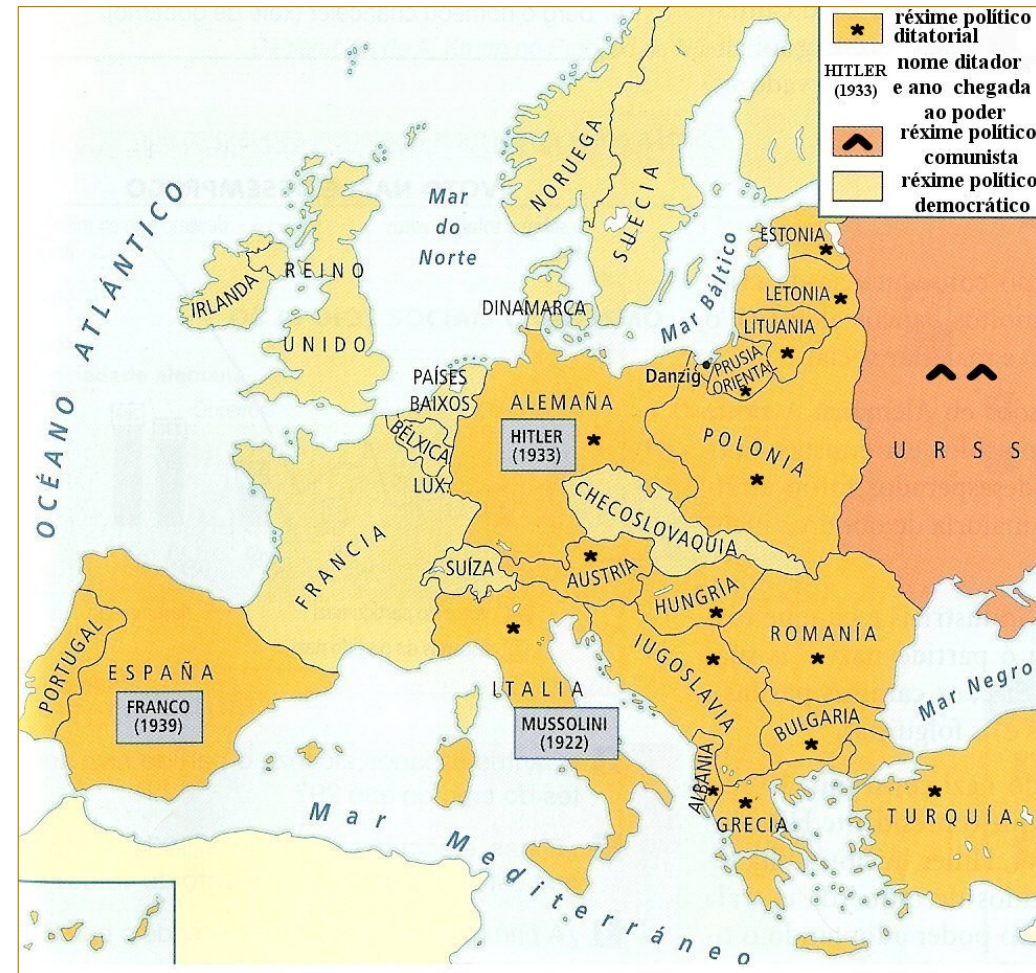 réxime político
ditatorial
HITLER
(1933)
nome ditador
e ano chegada
ao poder
réxime político
comunista
réxime político
democrático
OCÉANO ATLÁNTICO
Mar
do
Norte
NORUEGA
SUECIA
Mar Báltico
ESTONIA
LETONIA
LITUANIA
PRUSIA
ORIENTAL
Danzig
IRLANDA
REINO
UNIDO
DINAMARCA
PAÍSES
BAIXOS
BÉLXICA
LUX.
ALEMAÑA
HITLER
(1933)
POLONIA
URSS
CHECOSLOVAQUIA
FRANCIA
SUÍZA
AUSTRIA
HUNGRÍA
ROMANÍA
IUGOSLAVIA
PORTUGAL
ESPAÑA
FRANCO
(1939)
ITALIA
MUSSOLINI
(1922)
BULGARIA
Mar Negro
ALBANIA
GRECIA
TURQUÍA
Mar Mediterráneo